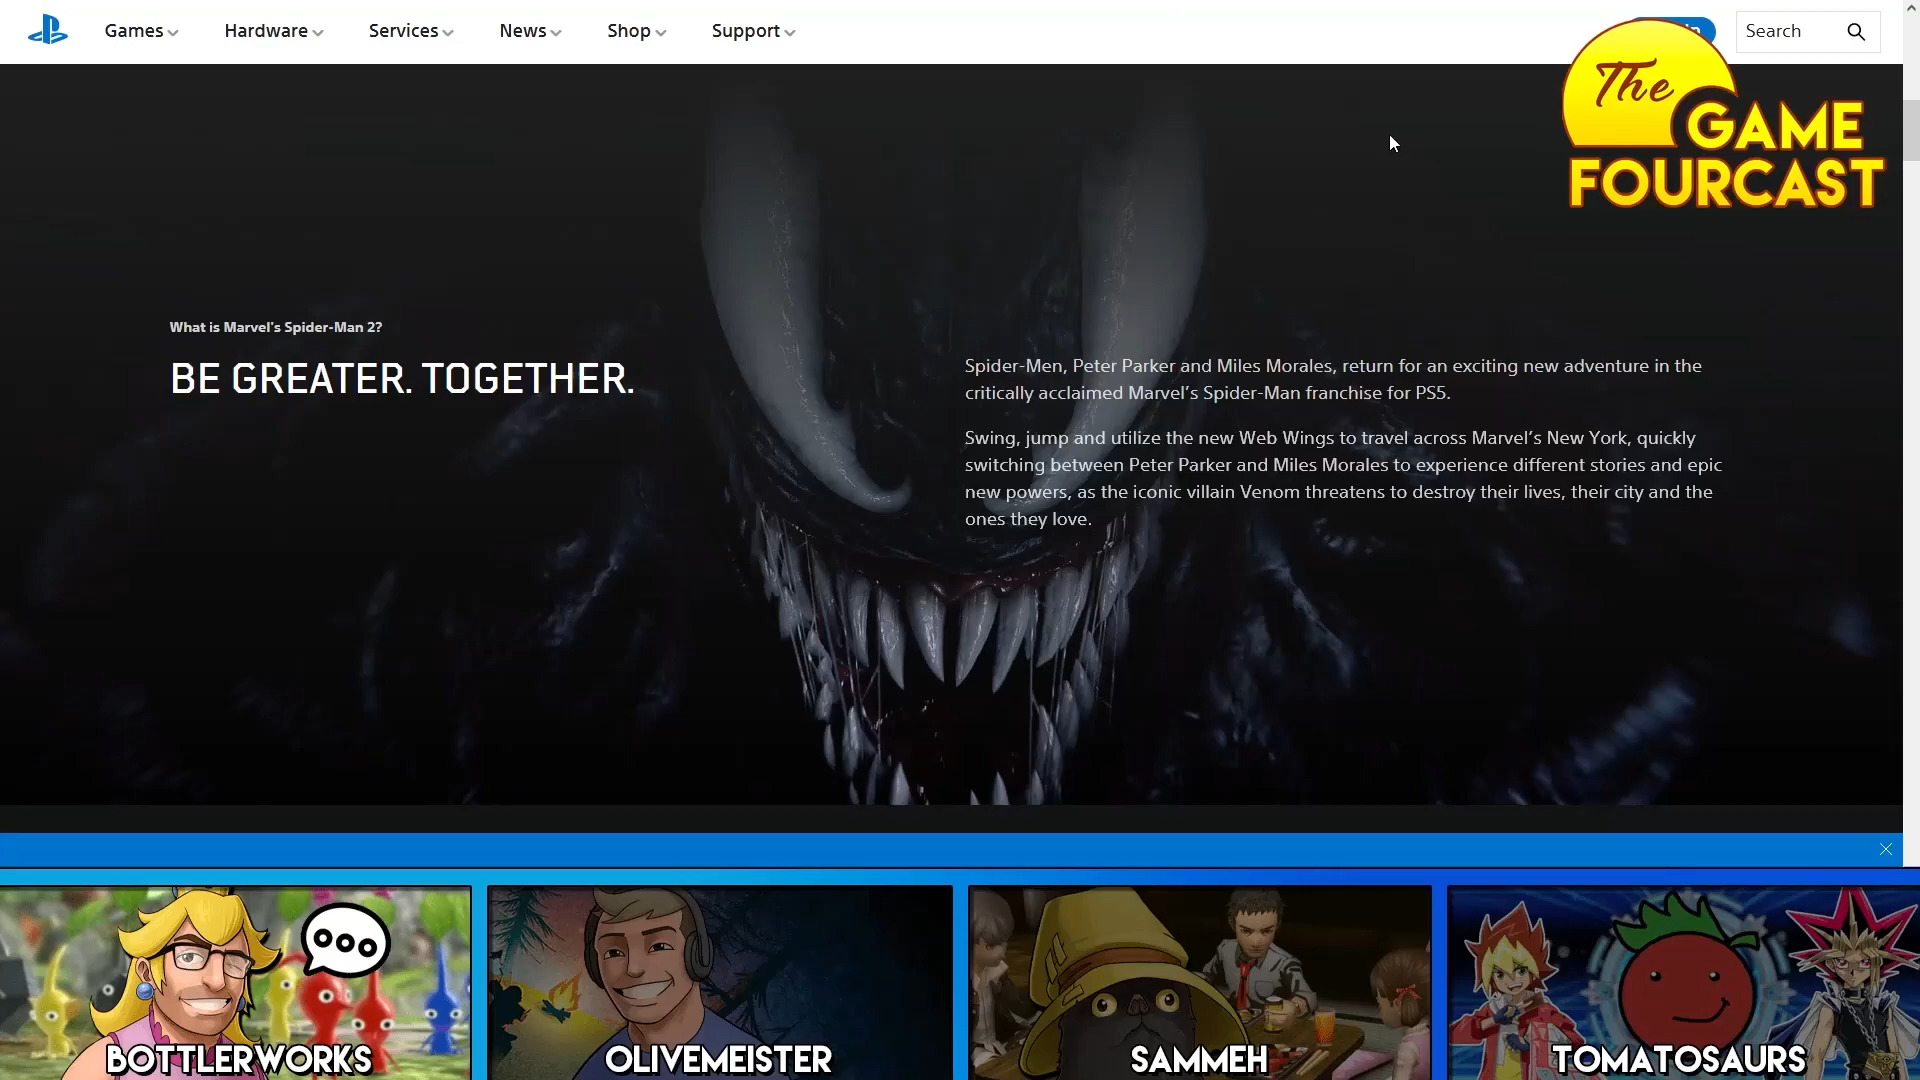 Games
Hardware
Services
News
Shop
Support
Search
The
GAME
FOURCAST
What is Marvel's Spider-Man 2?
BE GREATER. TOGETHER.
Spider-Men, Peter Parker and Miles Morales, return for an exciting new adventure in the
critically acclaimed Marvel’s Spider-Man franchise for PS5.
Swing, jump and utilize the new Web Wings to travel across Marvel’s New York, quickly
switching between Peter Parker and Miles Morales to experience different stories and epic
new powers, as the iconic villain Venom threatens to destroy their lives, their city and the
ones they love.
BOTTLERWORKS
OLIVEMEISTER
SAMMEH
TOMATOSAURS